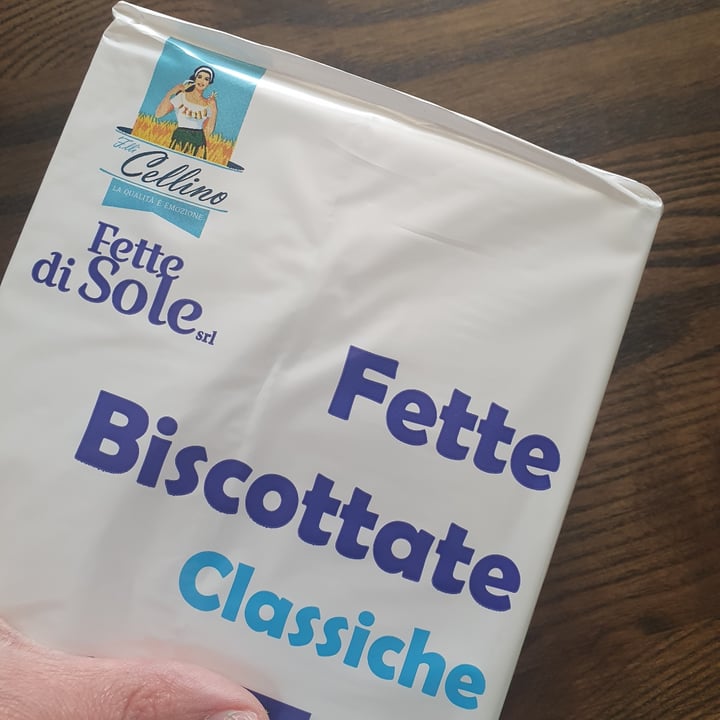 F.lli
Cellino
LA QUALITÀ È EMOZIONE
Fette
di Sole
srl
Fette
Biscottate
Classiche